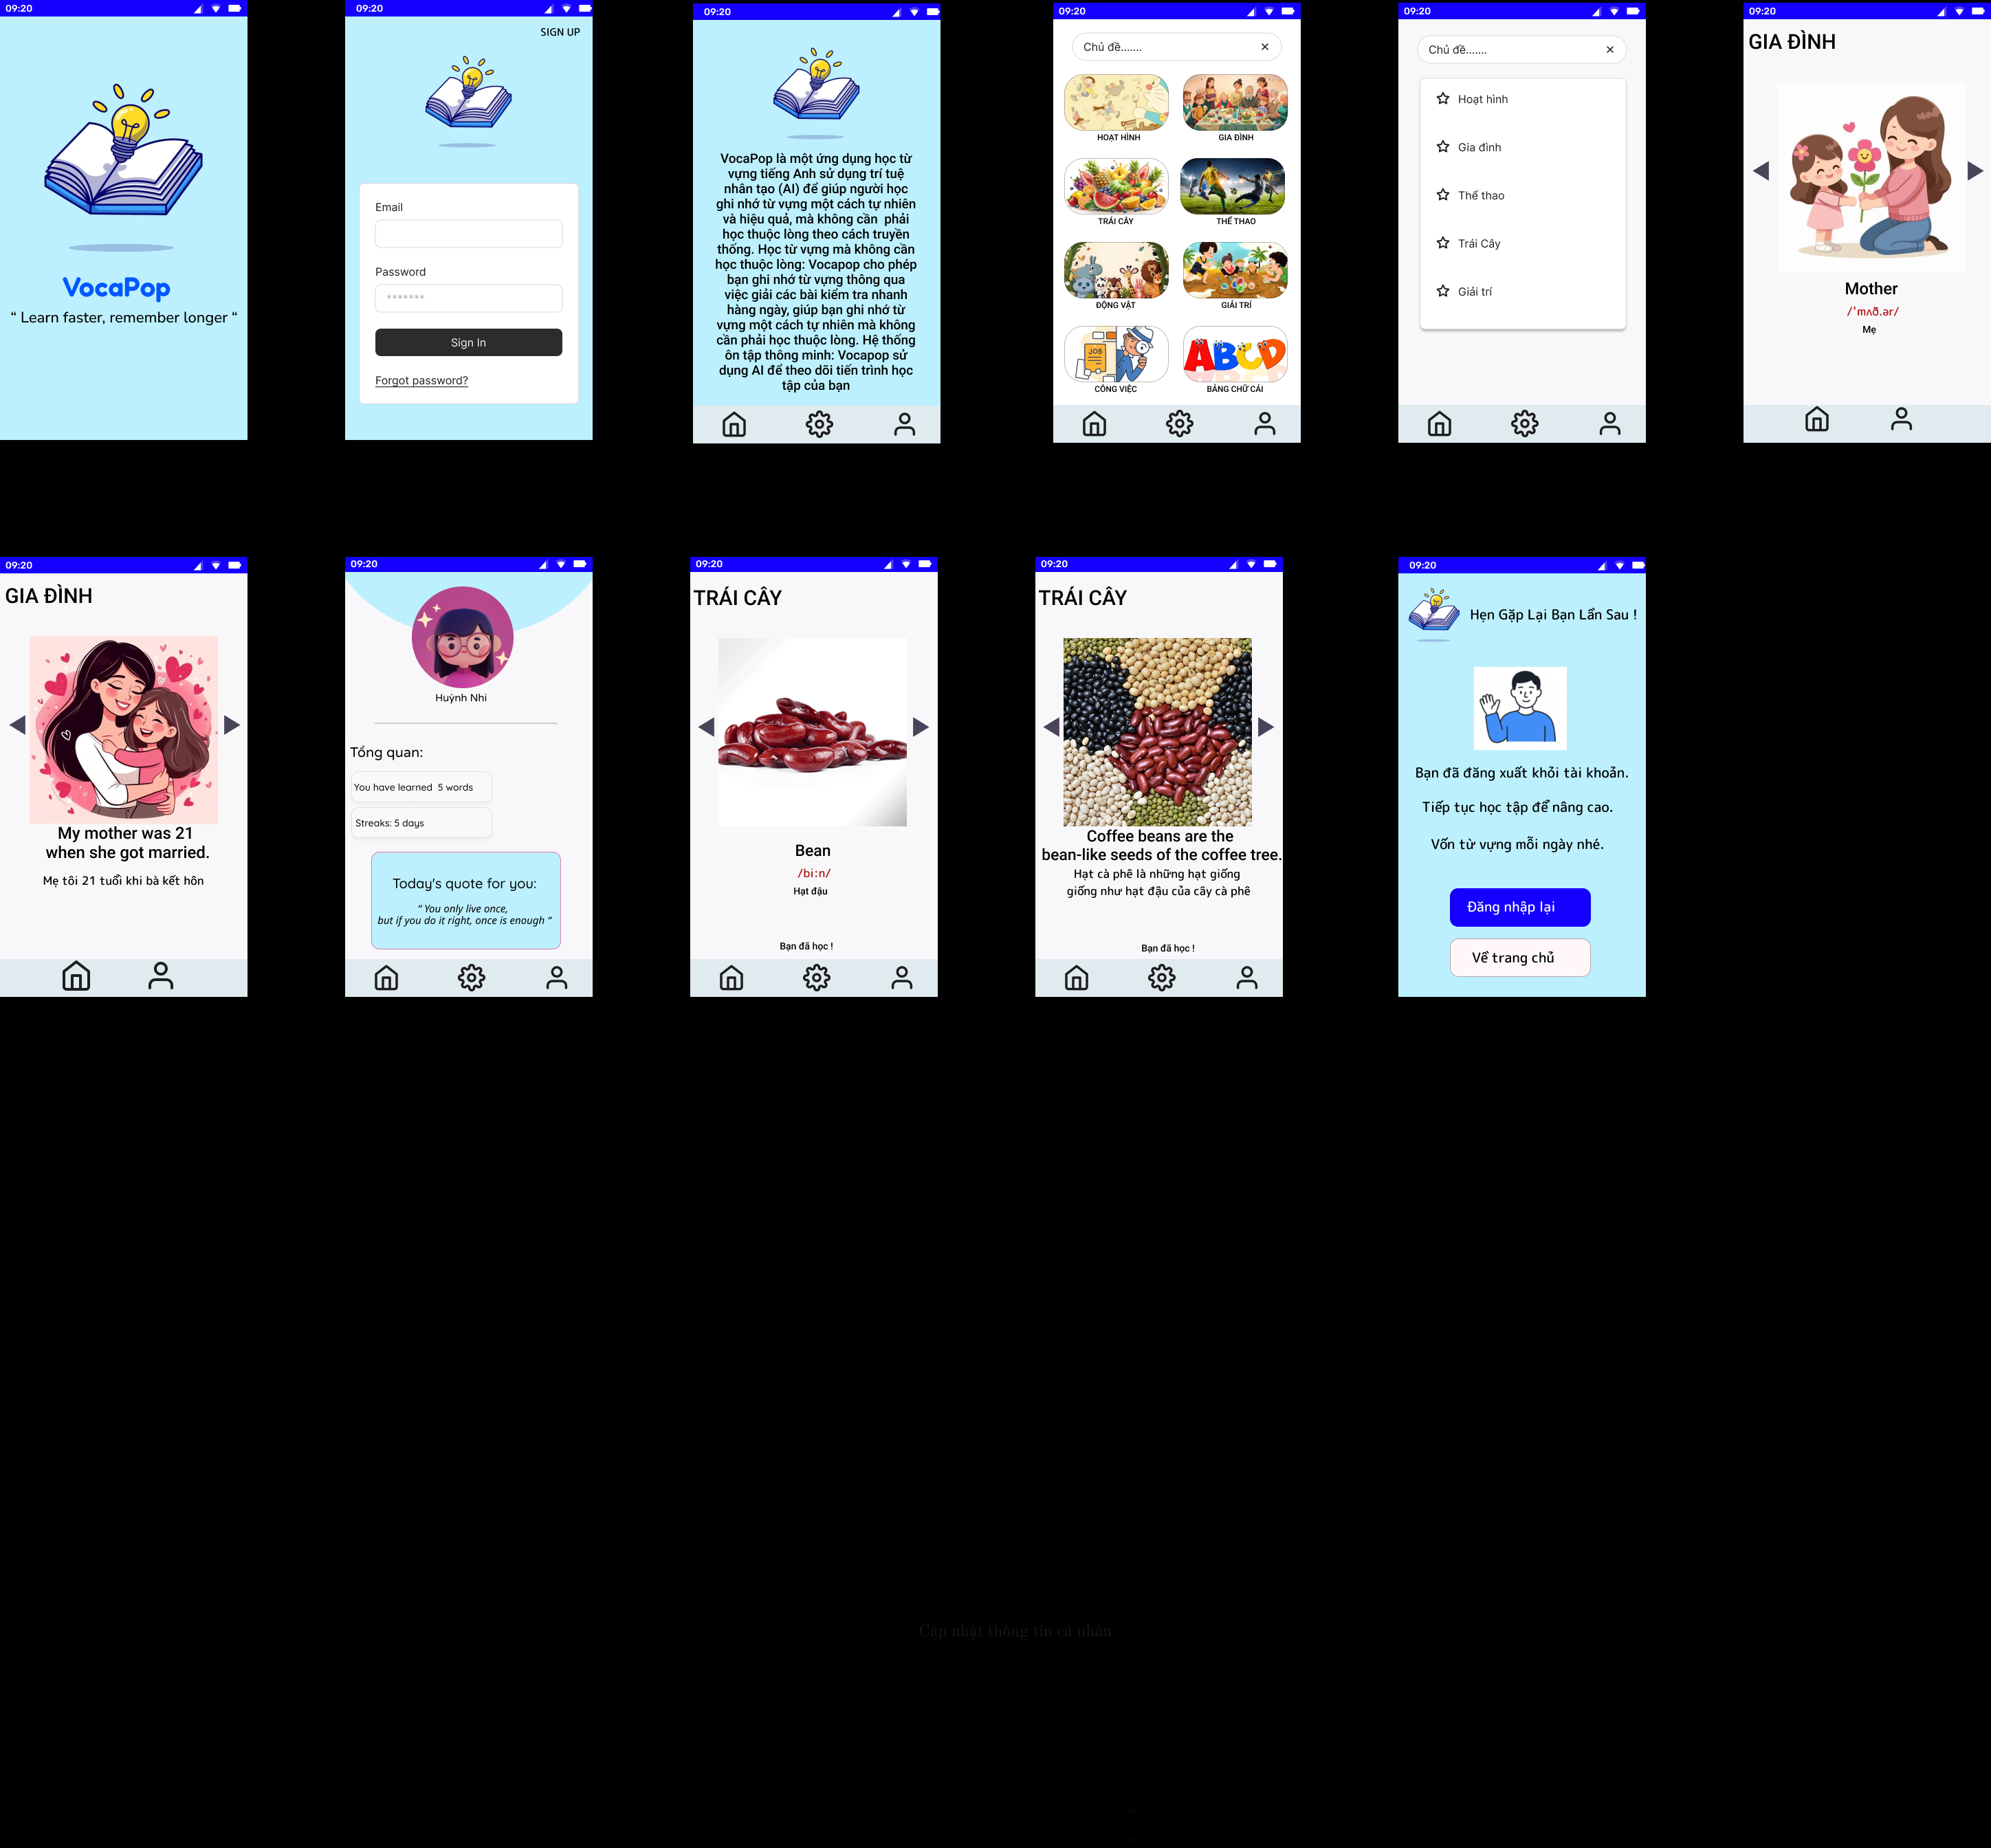 09:20
VocaPop
“ Learn faster, remember longer “
09:20
SIGN UP
Email
Password
*******
Sign In
Forgot password?
09:20
VocaPop là một ứng dụng học từ
vựng tiếng Anh sử dụng trí tuệ
nhân tạo (AI) để giúp người học
ghi nhớ từ vựng một cách tự nhiên
và hiệu quả, mà không cần  phải
học thuộc lòng theo cách truyền
thống. Học từ vựng mà không cần
học thuộc lòng: Vocapop cho phép
bạn ghi nhớ từ vựng thông qua
việc giải các bài kiểm tra nhanh
hàng ngày, giúp bạn ghi nhớ từ
vựng một cách tự nhiên mà không
cần phải học thuộc lòng. Hệ thống
ôn tập thông minh: Vocapop sử
dụng AI để theo dõi tiến trình học
tập của bạn
09:20
Chủ đề.......
HOẠT HÌNH
GIA ĐÌNH
TRÁI CÂY
THỂ THAO
ĐỘNG VẬT
GIẢI TRÍ
JOB
CÔNG VIỆC
ABCD
BẢNG CHỮ CÁI
09:20
Chủ đề.......
Hoạt hình
Gia đình
Thể thao
Trái Cây
Giải trí
09:20
GIA ĐÌNH
Mother
/ˈmʌð.ər/
Mẹ
09:20
GIA ĐÌNH
My mother was 21
when she got married.
Mẹ tôi 21 tuổi khi bà kết hôn
09:20
Huỳnh Nhi
Tổng quan:
You have learned  5 words
Streaks: 5 days
Today's quote for you:
“ You only live once,
but if you do it right, once is enough “
09:20
TRÁI CÂY
Bean
/biːn/
Hạt đậu
Bạn đã học !
09:20
TRÁI CÂY
Coffee beans are the
bean-like seeds of the coffee tree.
Hạt cà phê là những hạt giống
giống như hạt đậu của cây cà phê
Bạn đã học !
09:20
Hẹn Gặp Lại Bạn Lần Sau !
Bạn đã đăng xuất khỏi tài khoản.
Tiếp tục học tập để nâng cao.
Vốn từ vựng mỗi ngày nhé.
Đăng nhập lại
Về trang chủ
Cập nhật thông tin cá nhân